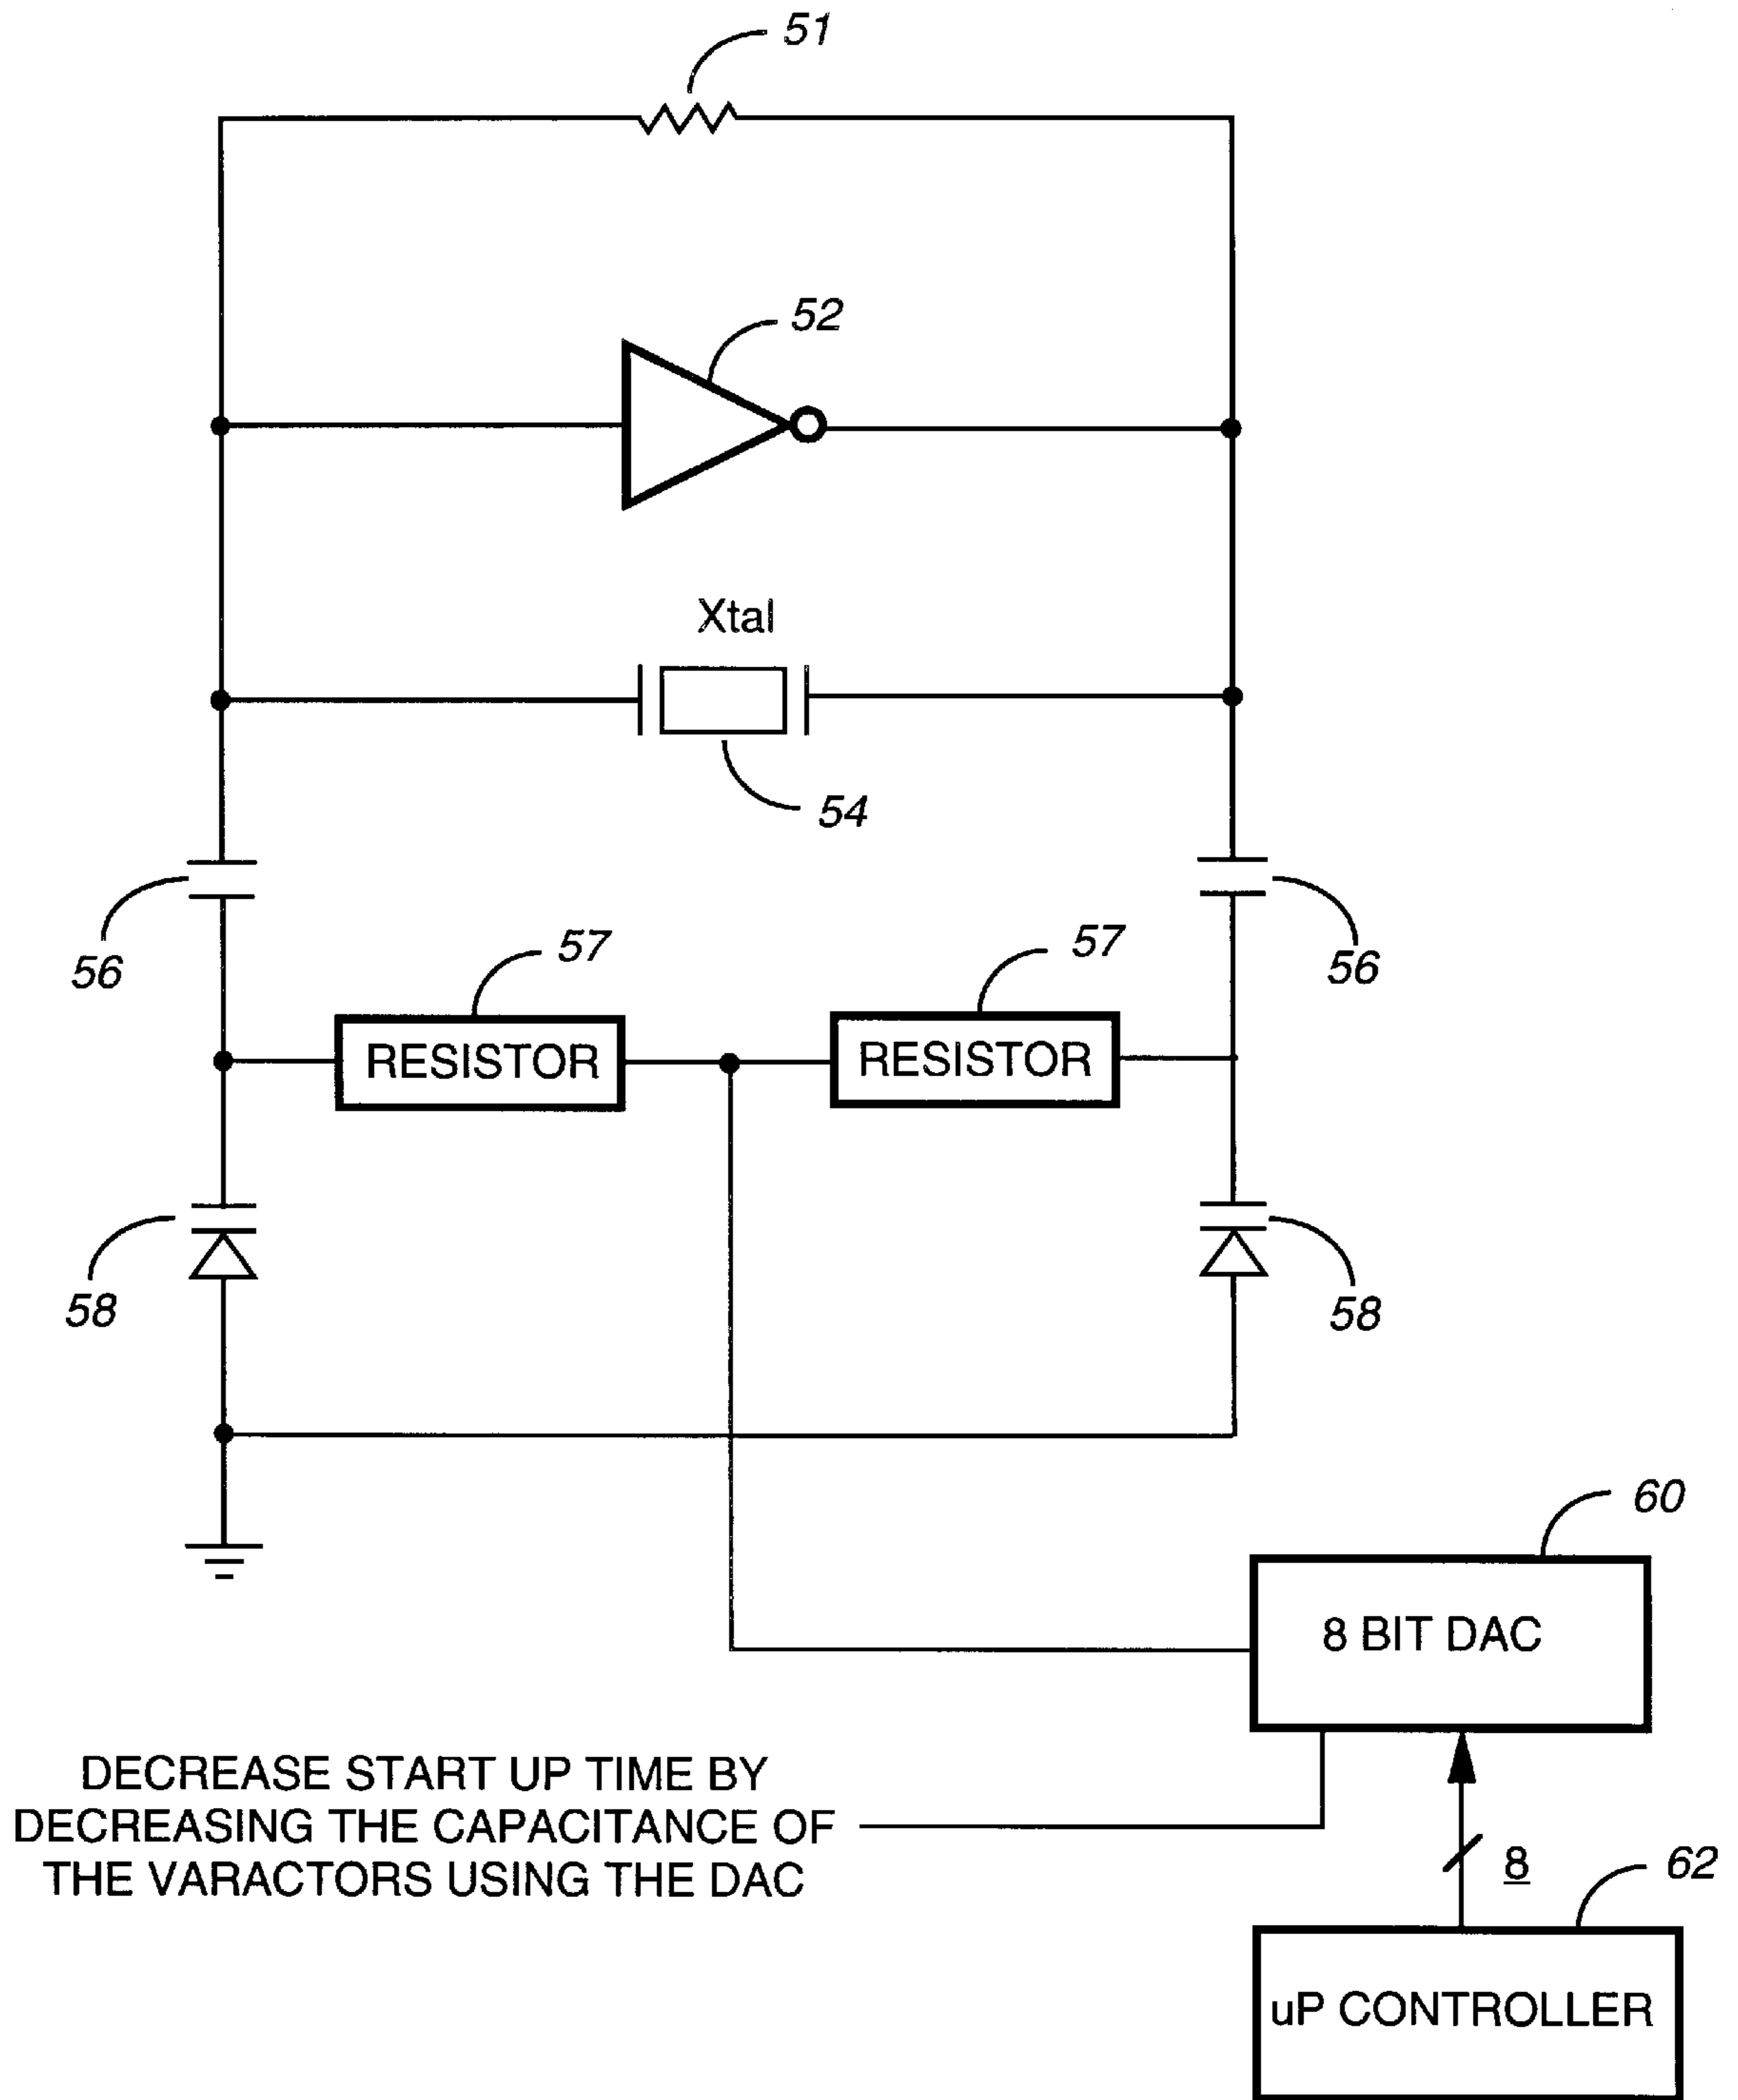 51
52
Xtal
54
56
56
57
57
RESISTOR
RESISTOR
58
58
60
8 BIT DAC
DECREASE START UP TIME BY
DECREASING THE CAPACITANCE OF
THE VARACTORS USING THE DAC
8
62
uP CONTROLLER